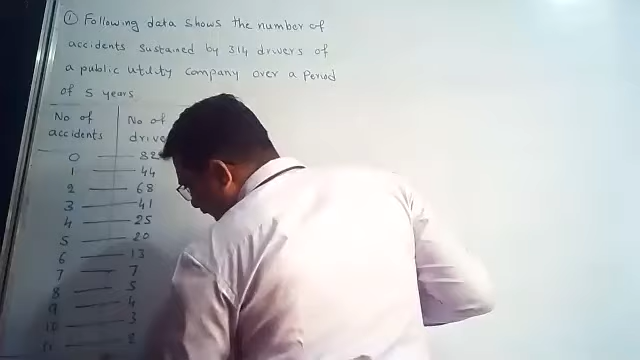 ① Following data shows the number of
accidents sustained by 314 drivers of
a public utility company over a period
of 5 years
No of accidents No of
0 — 82
1 — 44
2 — 68
3 — 41
4 — 25
5 — 20
6 — 13
7 — 7
8 — 5
9 — 4
10 — 3
11 — 2